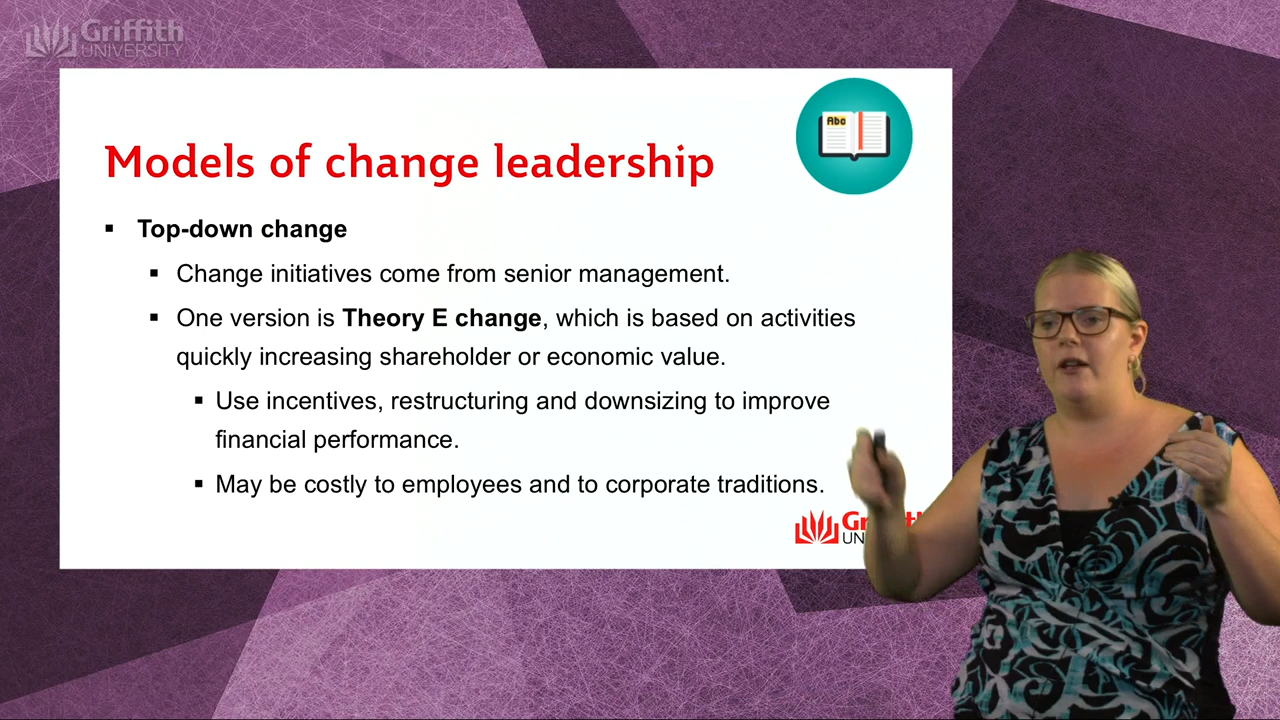 Griffith
UNIVERSITY
Abc
Models of change leadership
▪ Top-down change
▪ Change initiatives come from senior management.
▪ One version is Theory E change, which is based on activities
quickly increasing shareholder or economic value.
▪ Use incentives, restructuring and downsizing to improve
financial performance.
▪ May be costly to employees and to corporate traditions.